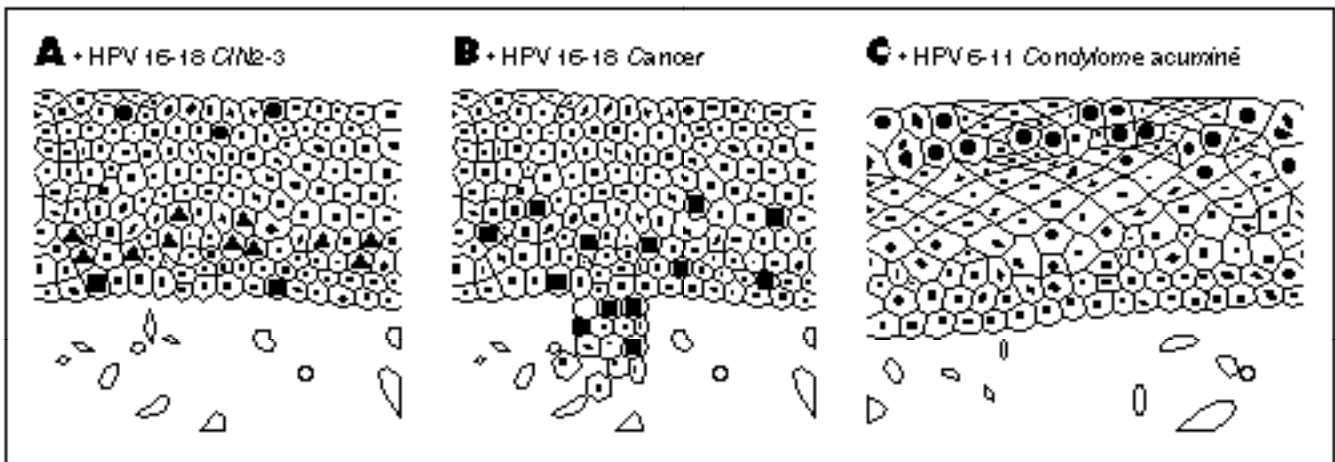 A • HPV 16-18 CIN2-3
B • HPV 16-18 Cancer
C • HPV 6-11 Condylome acuminé